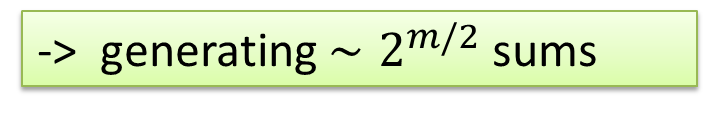 -> generating ~ 2^{m/2} sums